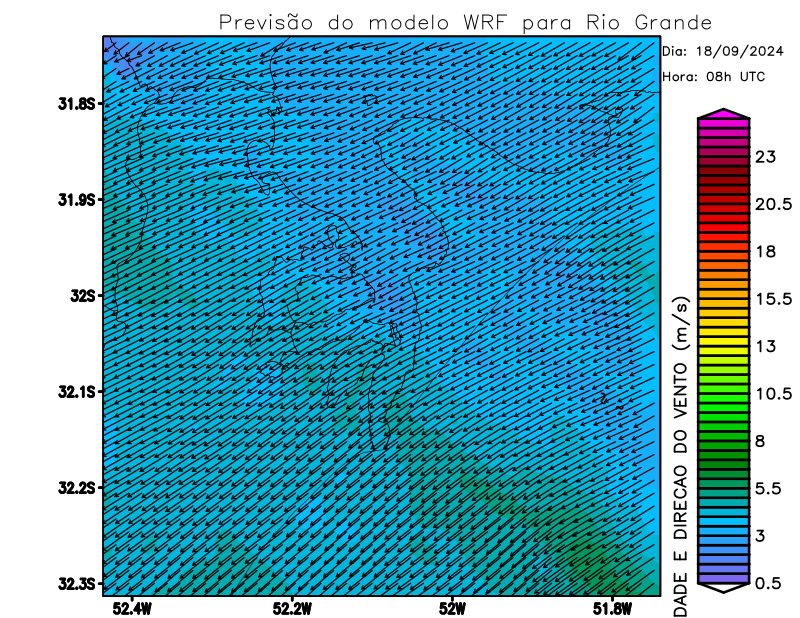 Previsão do modelo WRF para Rio Grande
Dia: 18/09/2024
Hora: 08h UTC
31.8S
31.9S
32S
32.1S
32.2S
32.3S
52.4W
52.2W
52W
51.8W
23
20.5
18
15.5
13
10.5
8
5.5
3
0.5
DADE E DIRECAO DO VENTO (m/s)